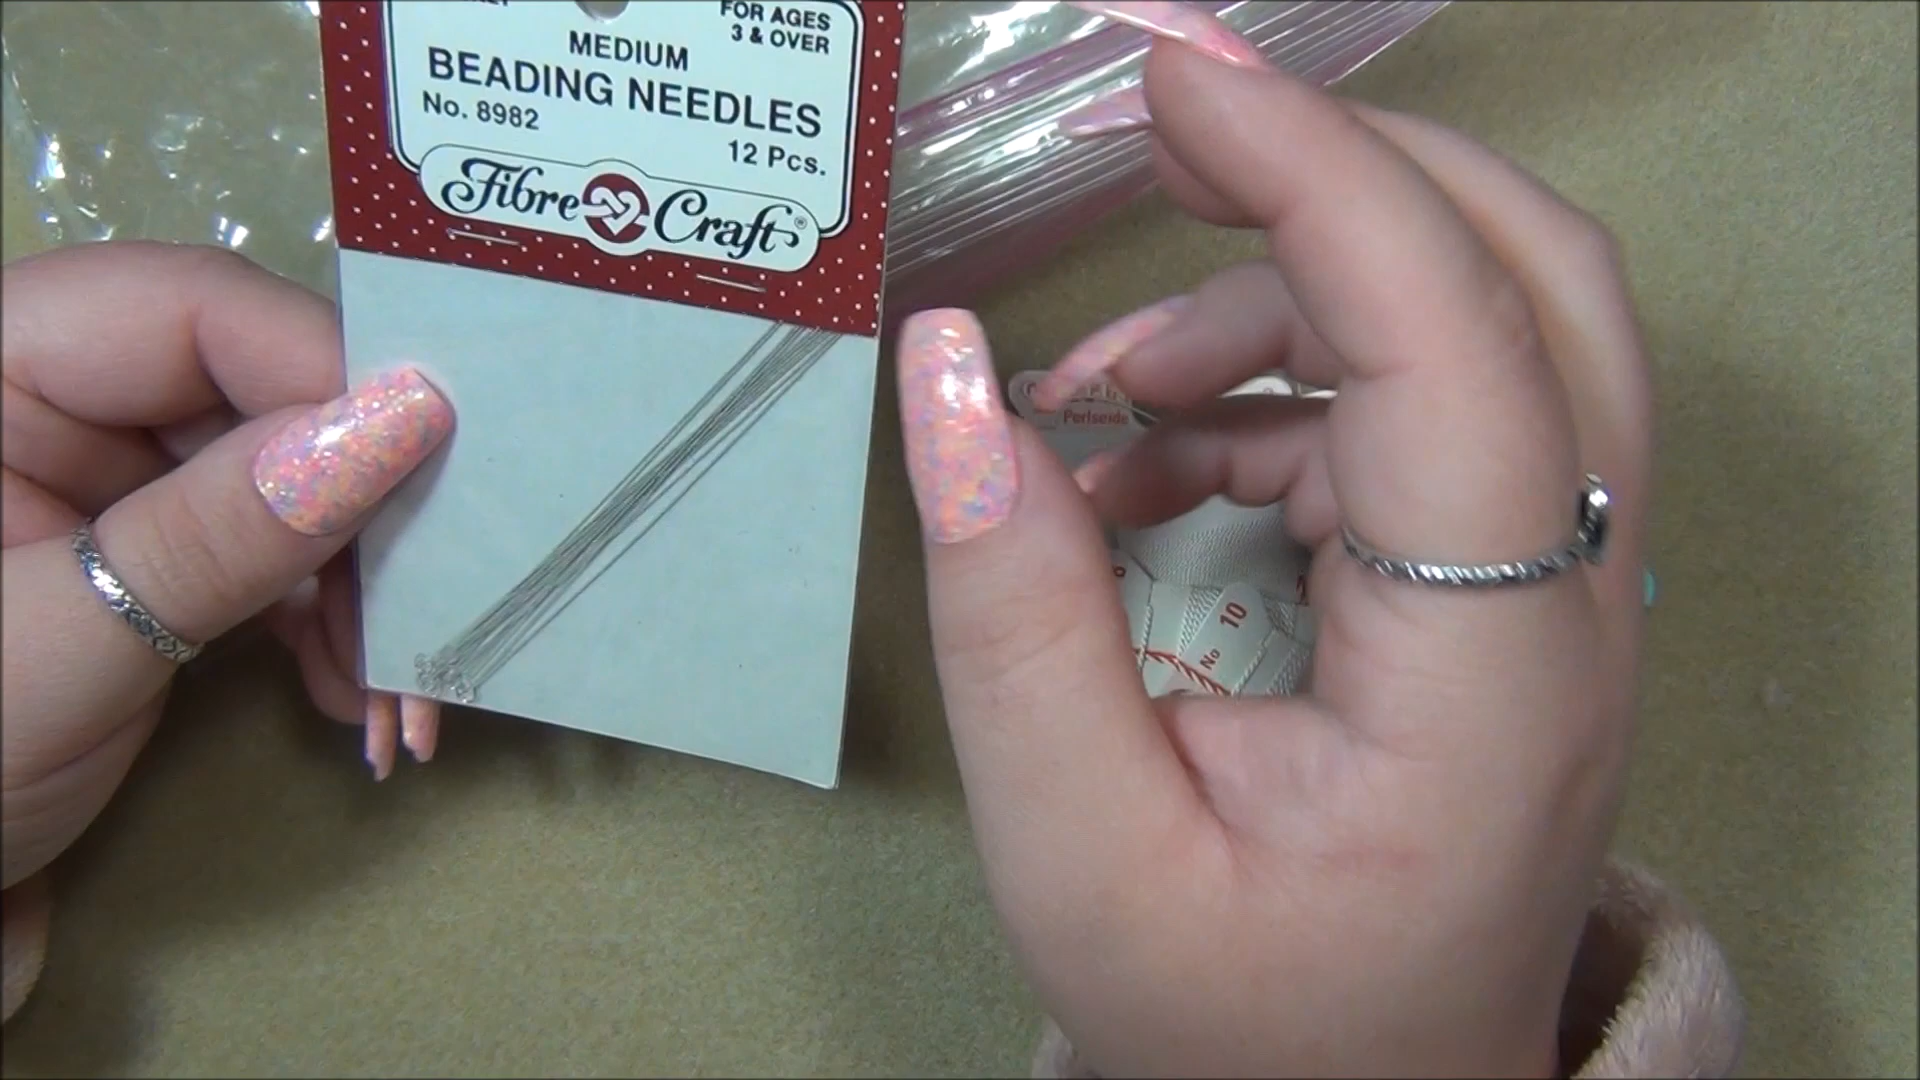 FOR AGES
3 & OVER
MEDIUM
BEADING NEEDLES
No. 8982
12 Pcs.
Fibre Craft®
Perlseide
No 10